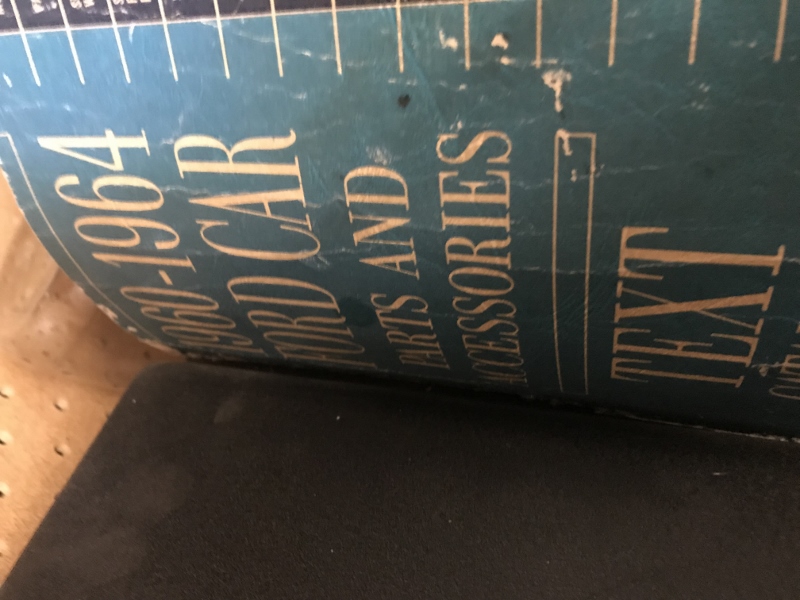 1960-1964
FORD CAR
PARTS AND
ACCESSORIES
TEXT